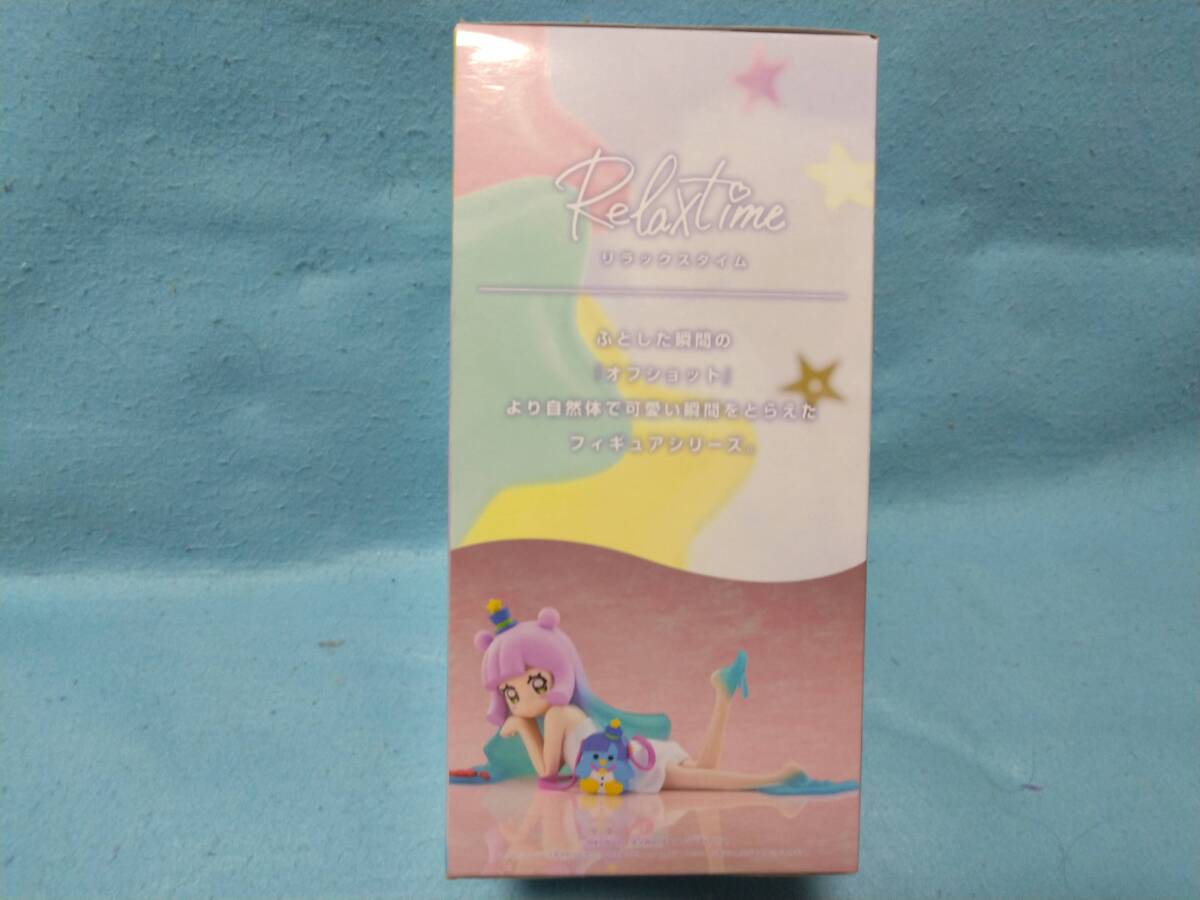 Relaxtime
リラックスタイム
ふとした瞬間の
「オフショット」
より自然体で可愛い瞬間をとらえた
フィギュアシリーズ。